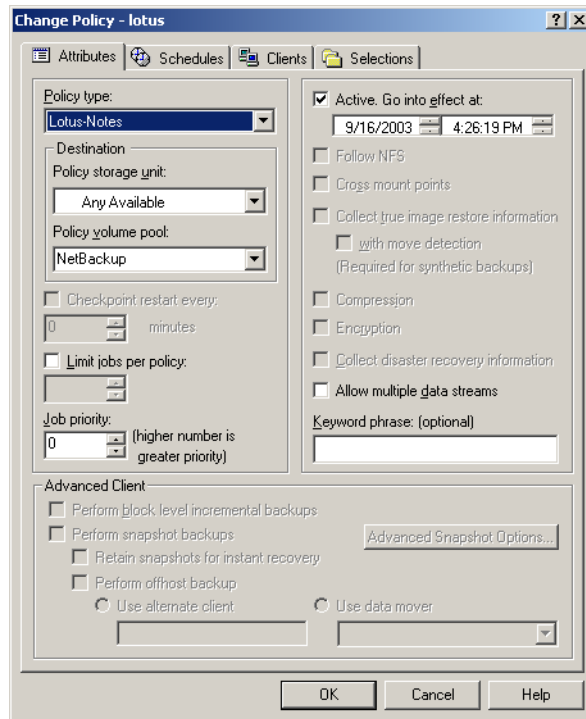 Change Policy - lotus
Attributes
Schedules
Clients
Selections
Policy type:
Lotus-Notes
Destination
Policy storage unit:
Any Available
Policy volume pool:
NetBackup
Checkpoint restart every:
0
minutes
Limit jobs per policy:
Job priority:
0
(higher number is
greater priority)
Active. Go into effect at:
9/16/2003
4:26:19 PM
Follow NFS
Cross mount points
Collect true image restore information
with move detection
(Required for synthetic backups)
Compression
Encryption
Collect disaster recovery information
Allow multiple data streams
Keyword phrase: (optional)
Advanced Client
Perform block level incremental backups
Perform snapshot backups
Advanced Snapshot Options...
Retain snapshots for instant recovery
Perform offhost backup
Use alternate client
Use data mover
OK
Cancel
Help